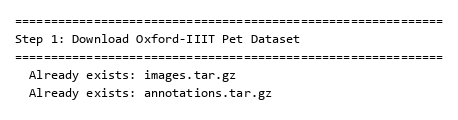 ============================================================
Step 1: Download Oxford-IIIT Pet Dataset
============================================================
  Already exists: images.tar.gz
  Already exists: annotations.tar.gz